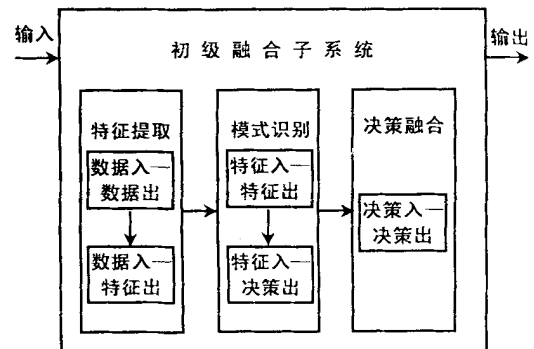 输入
初级融合子系统
输出
特征提取
数据入—
数据出
数据入—
特征出
模式识别
特征入—
特征出
特征入—
决策出
决策融合
决策入—
决策出